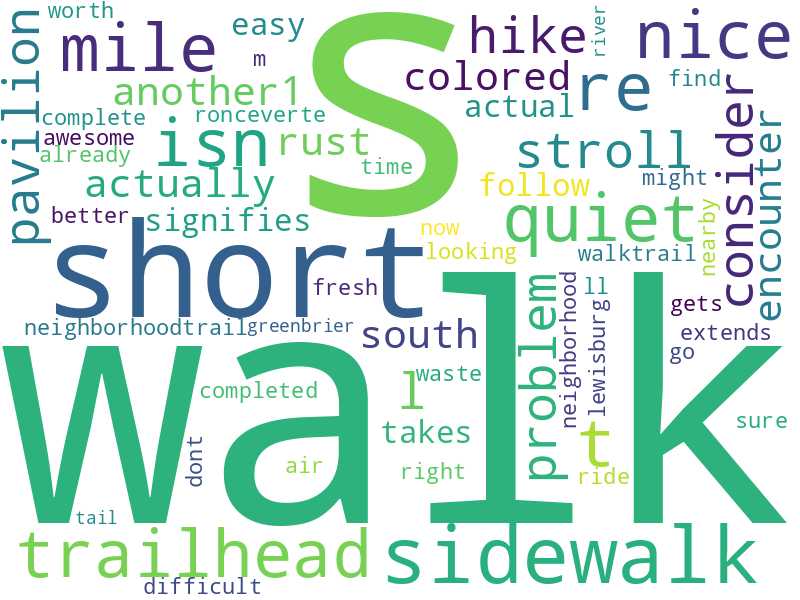 worth
easy
S
hike
river
nice
mile
m
colored
re
find
pavilion
another1
actual
complete
ronceverte
awesome
isn
rust
stroll
consider
encounter
already
time
actually
follow
might
better
signifies
quiet
nearby
now
looking
walktrail
short
fresh
problem
neighborhood
ll
gets
neighborhoodtrail
greenbrier
south
lewisburg
extends
go
walk
completed
l
waste
takes
t
sure
dont
air
right
ride
tail
trailhead
sidewalk
difficult